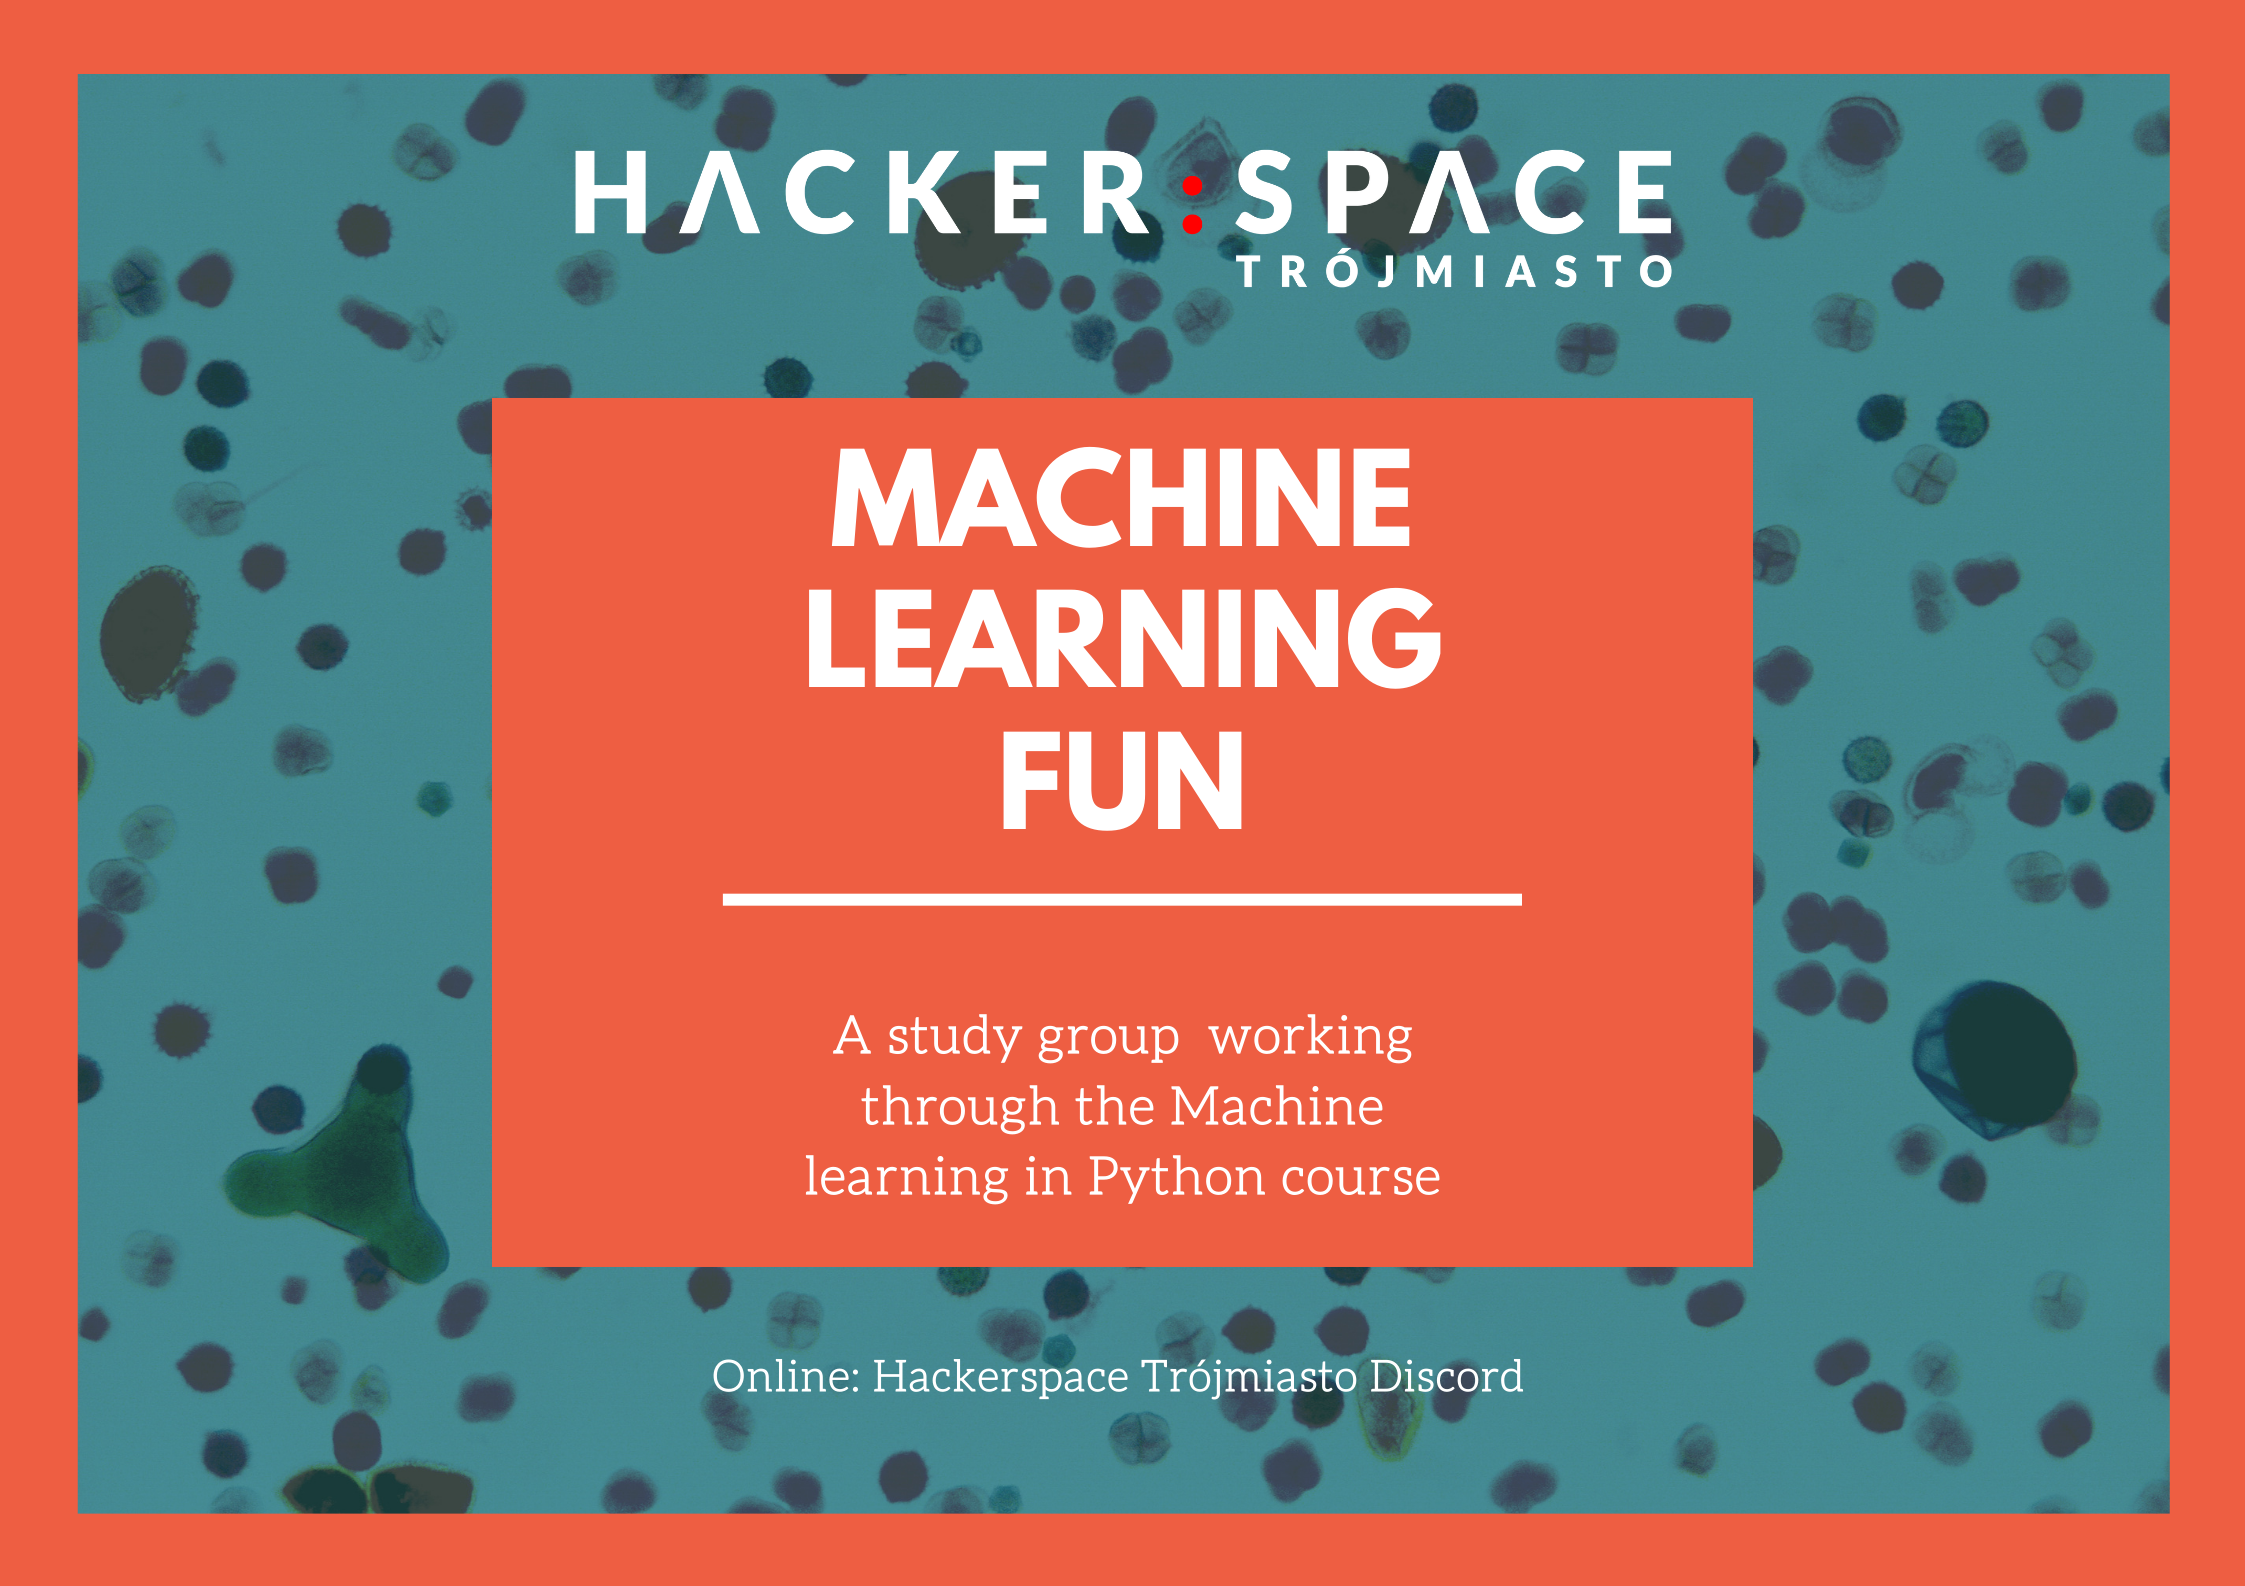 HACKER:SPACE
TRÓJMIASTO
MACHINE
LEARNING
FUN
A study group working
through the Machine
learning in Python course
Online: Hackerspace Trójmiasto Discord